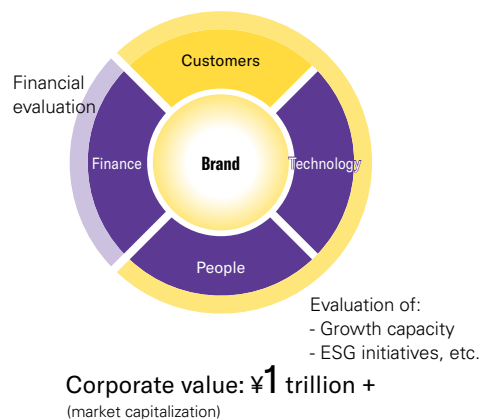 Customers
Financial
evaluation
Finance
Brand
Technology
People
Evaluation of:
- Growth capacity
- ESG initiatives, etc.
Corporate value: ¥1 trillion +
(market capitalization)